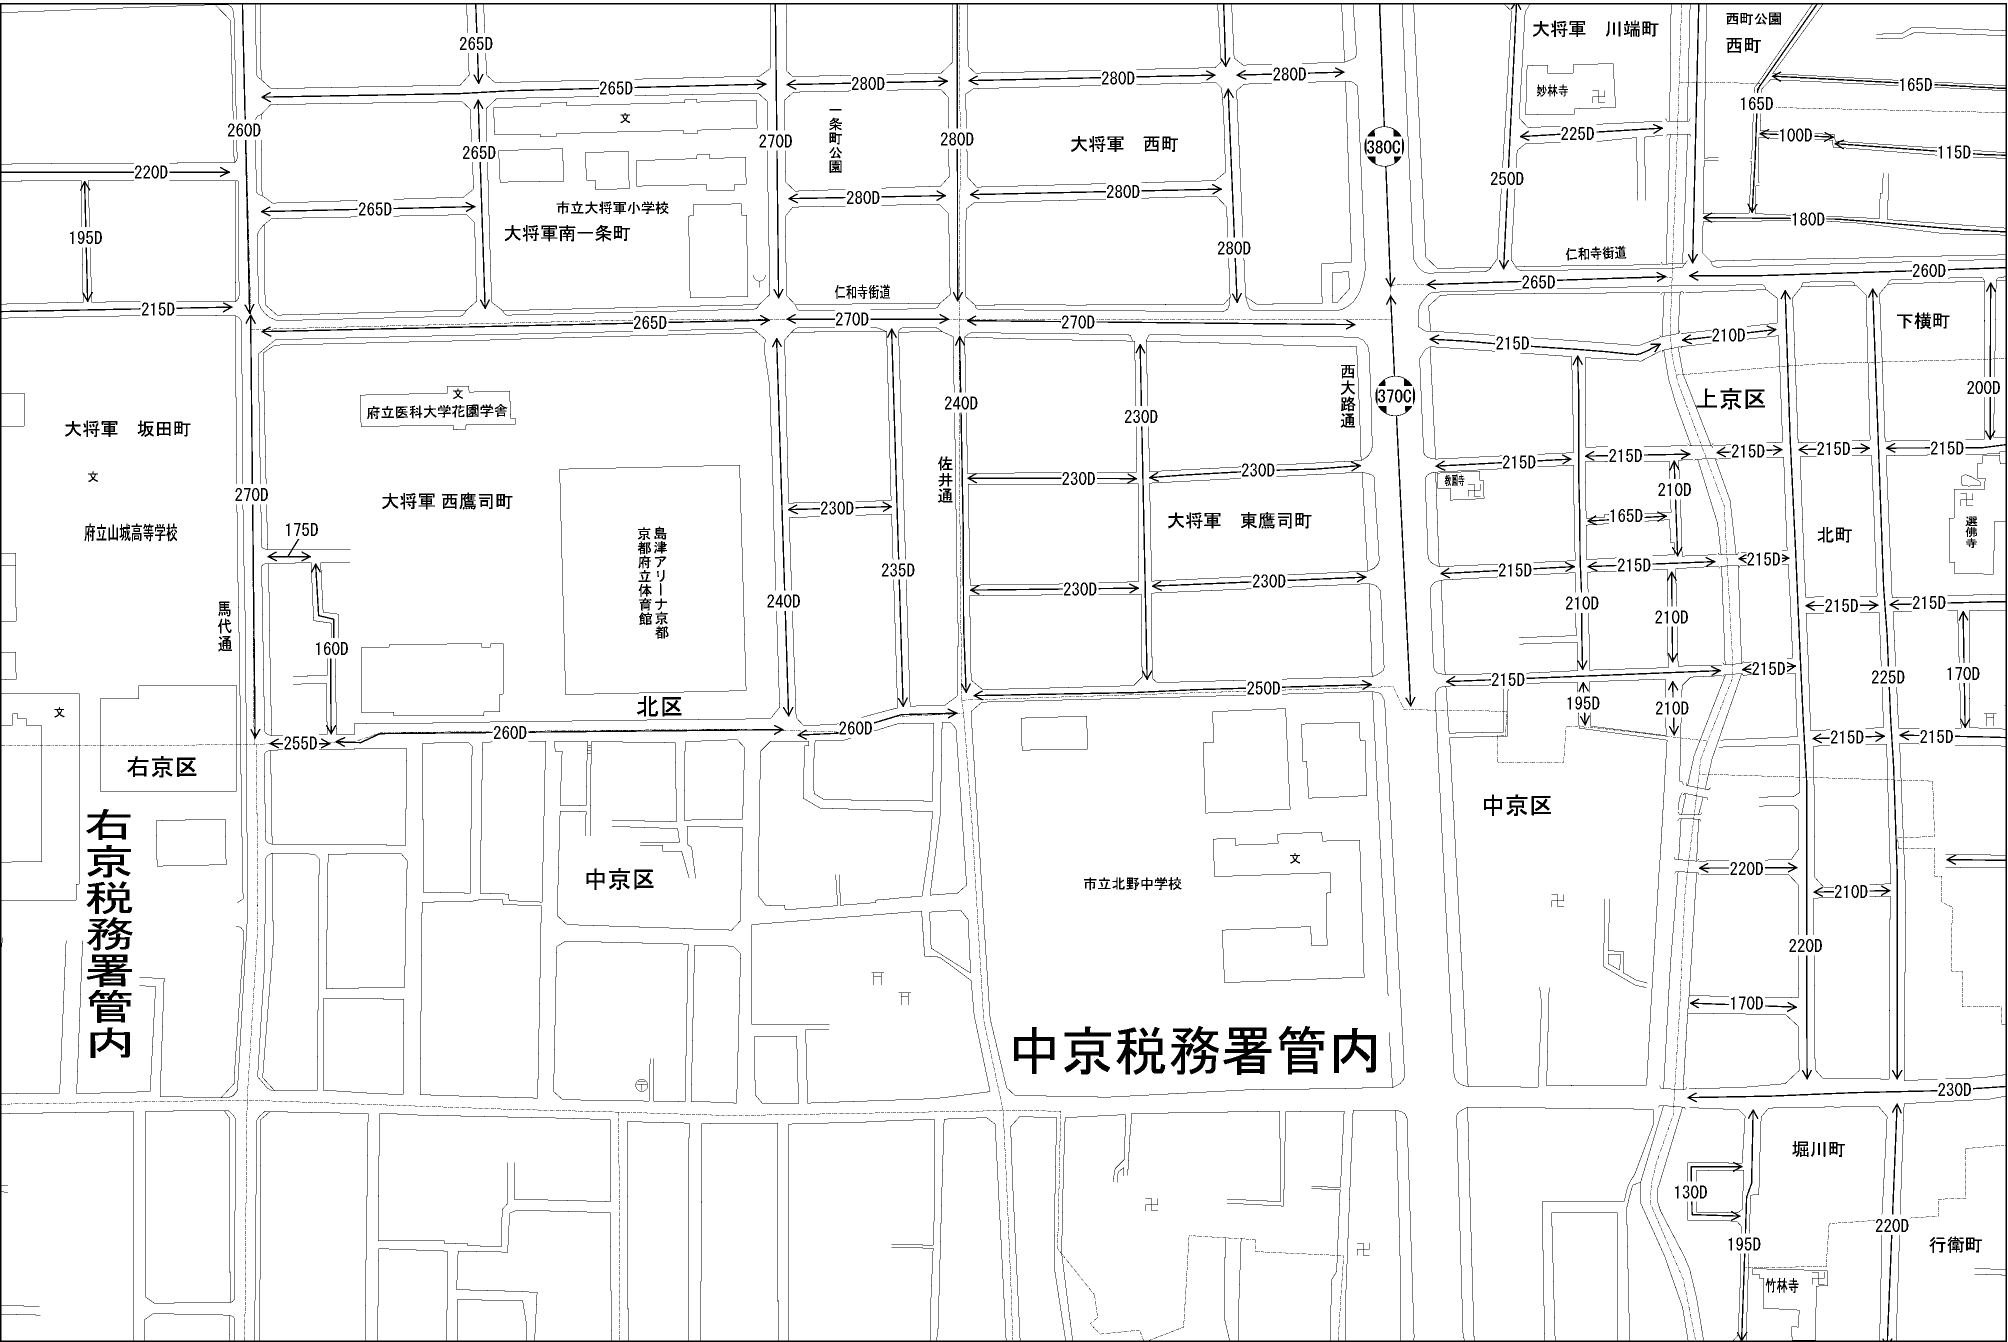 265D
大将軍　川端町
西町公園
西町
265D
280D
280D
280D
165D
165D
妙林寺
文
一条町公園
260D
270D
280D
大将軍　西町
380C
225D
100D
115D
265D
220D
250D
265D
市立大将軍小学校
280D
280D
180D
大将軍南一条町
195D
280D
仁和寺街道
260D
265D
仁和寺街道
215D
265D
270D
270D
下横町
210D
215D
西大路通
200D
370C
上京区
文
府立医科大学花園学舎
240D
230D
大将軍　坂田町
215D
215D
215D
215D
230D
230D
文
佐井通
教圓寺
210D
270D
大将軍 西鷹司町
230D
165D
大将軍　東鷹司町
北町
選佛寺
府立山城高等学校
175D
島津アリーナ京都
京都府立体育館
215D
215D
215D
235D
230D
230D
240D
210D
215D
215D
馬代通
210D
160D
215D
215D
225D
170D
250D
195D
210D
北区
文
260D
260D
255D
215D
215D
右京区
中京区
右京税務署管内
文
220D
中京区
市立北野中学校
210D
220D
170D
中京税務署管内
230D
堀川町
130D
220D
195D
行衛町
竹林寺